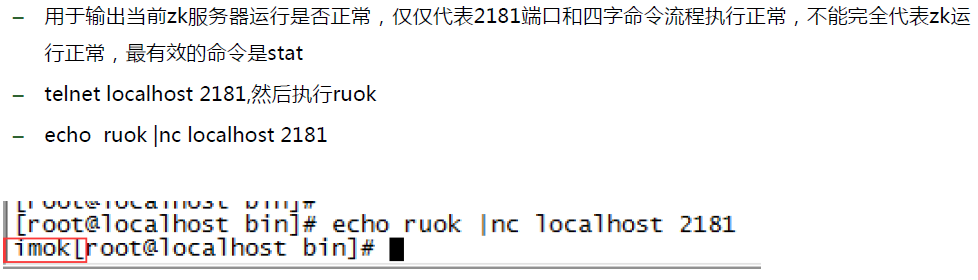 – 用于输出当前zk服务器运行是否正常，仅仅代表2181端口和四字命令流程执行正常，不能完全代表zk运
行正常，最有效的命令是stat
– telnet localhost 2181,然后执行ruok
– echo  ruok |nc localhost 2181
[root@localhost bin]#
[root@localhost bin]# echo ruok |nc localhost 2181
imok[root@localhost bin]#